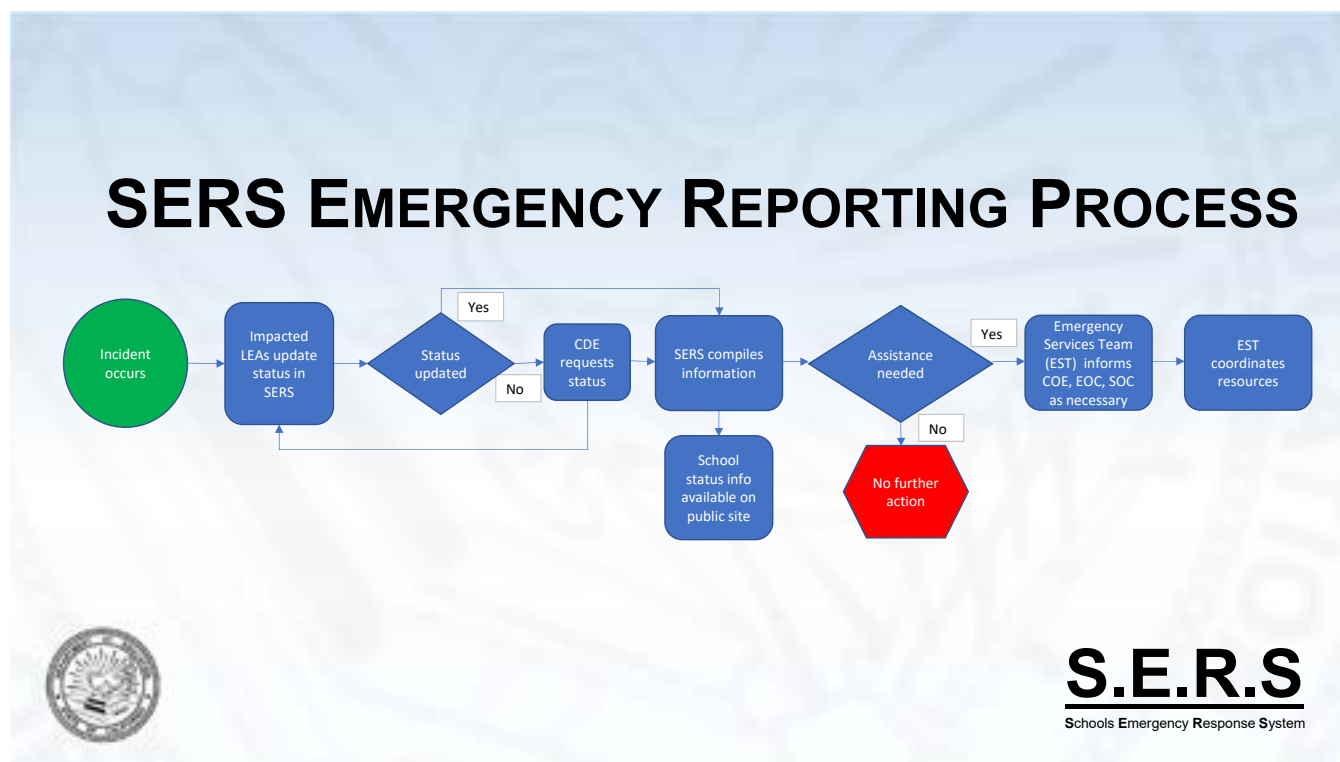 SERS EMERGENCY REPORTING PROCESS
Incident
occurs
Impacted
LEAs update
status in
SERS
Status
updated
Yes
No
CDE
requests
status
SERS compiles
information
School
status info
available on
public site
Assistance
needed
Yes
No
No further
action
Emergency
Services Team
(EST) informs
COE, EOC, SOC
as necessary
EST
coordinates
resources
S.E.R.S
Schools Emergency Response System